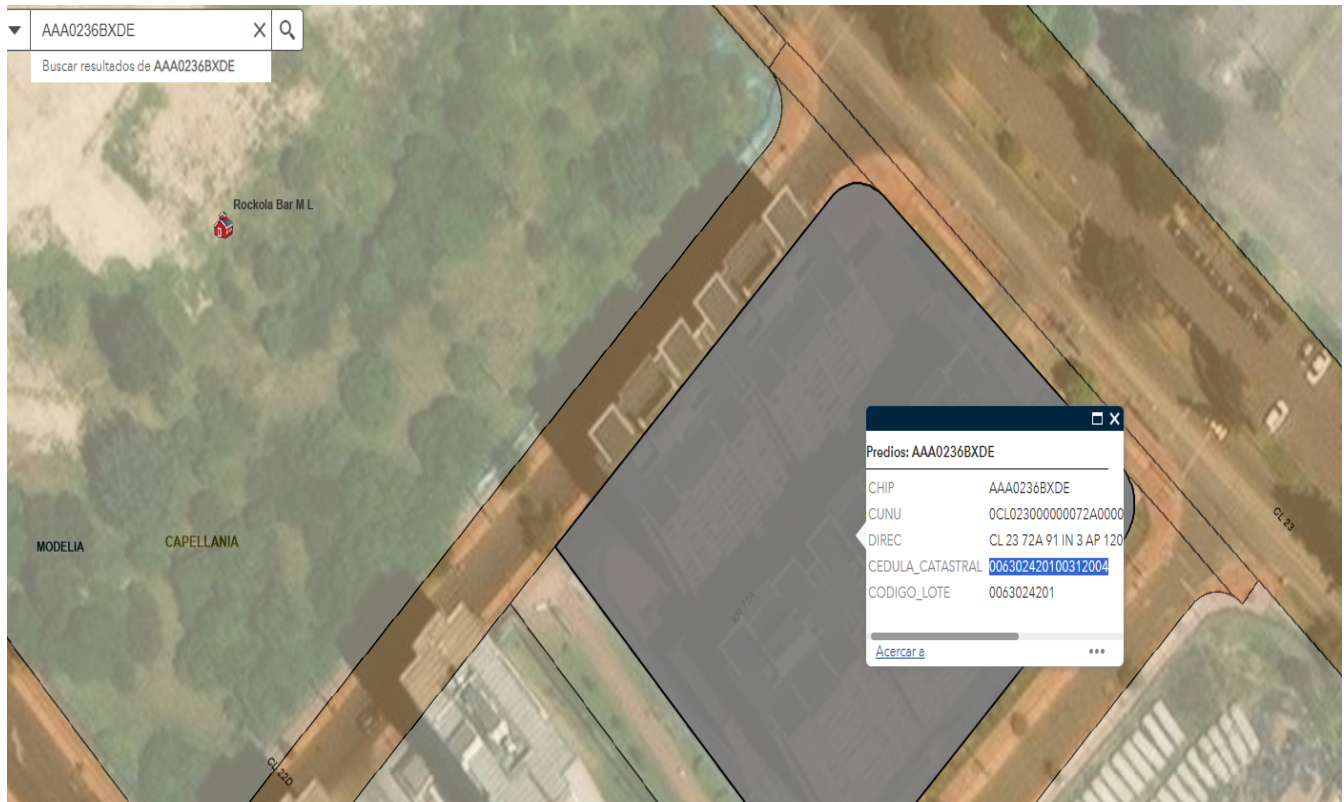 AAA0236BXDE
Buscar resultados de AAA0236BXDE
Rockola Bar M L
MODELIA
CAPELLANIA
Predios: AAA0236BXDE
CHIP AAA0236BXDE
CUNU 0CL023000000072A0000
DIREC CL 23 72A 91 IN 3 AP 120
CEDULA_CATASTRAL 006302420100312004
CODIGO_LOTE 0063024201
Acercar a
CL 23
CL 22D